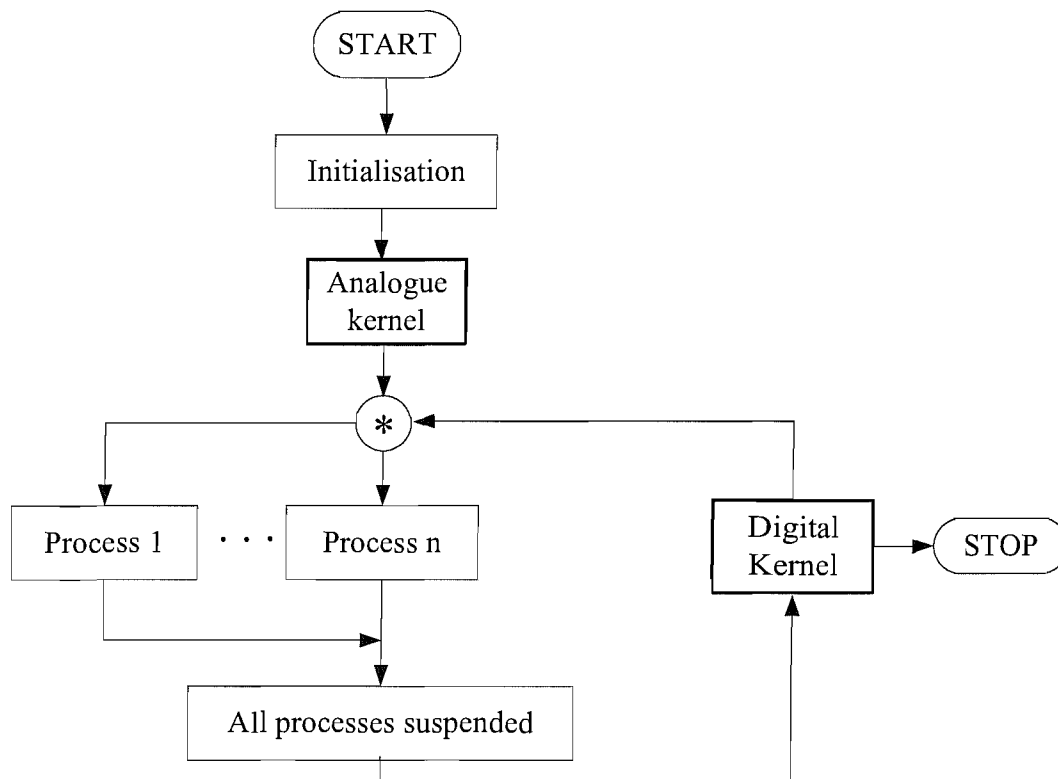 START
Initialisation
Analogue
kernel
*
Process 1
· · ·
Process n
Digital
Kernel
STOP
All processes suspended